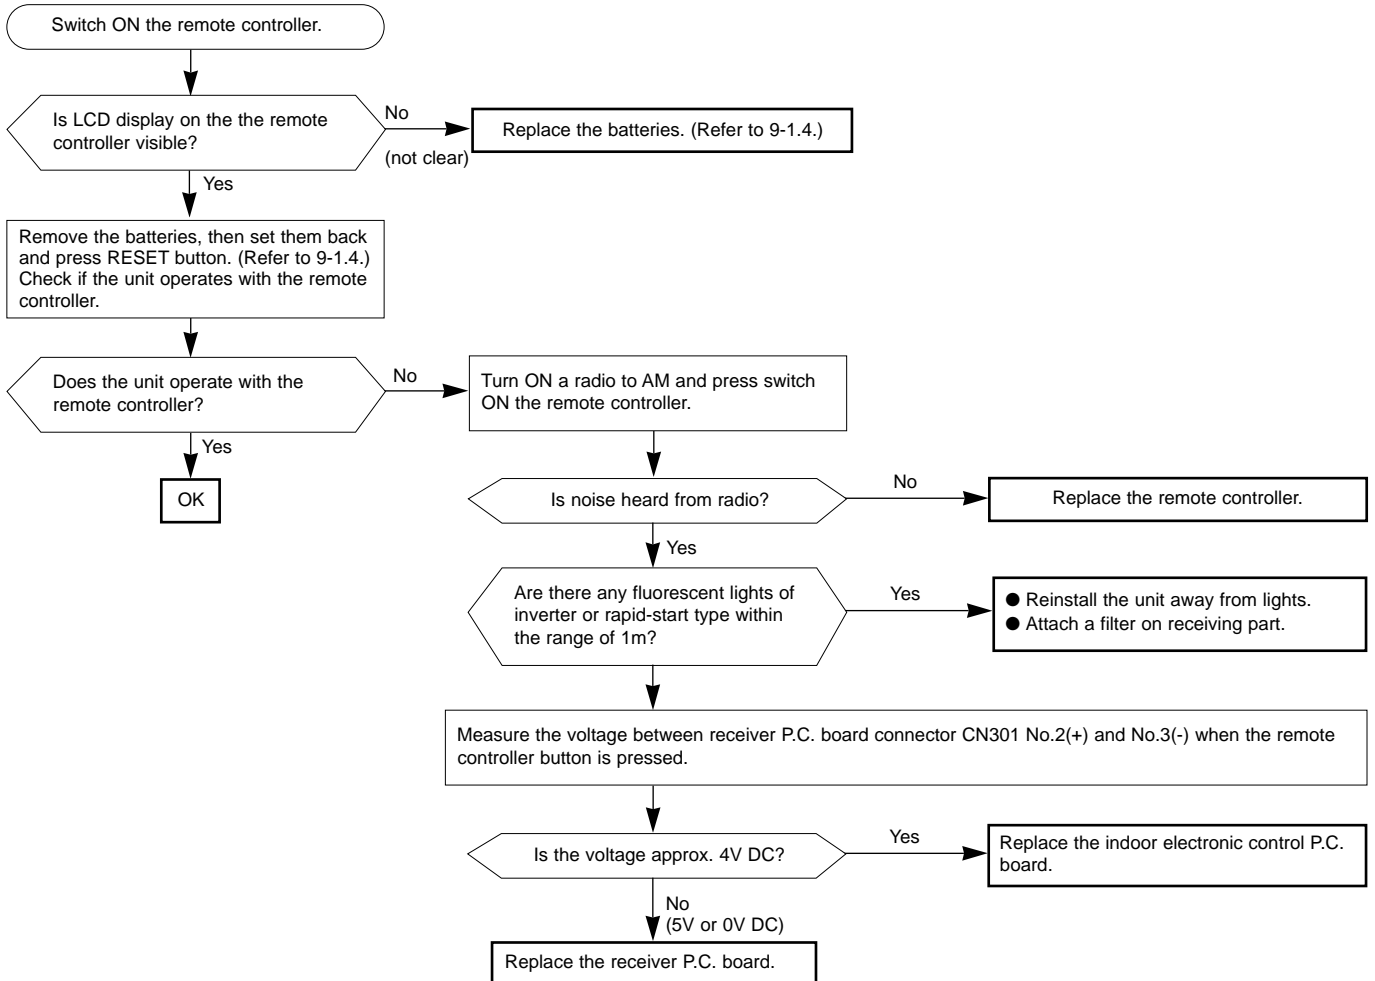 Switch ON the remote controller.
Is LCD display on the the remote
controller visible?
No
(not clear)
Replace the batteries. (Refer to 9-1.4.)
Yes
Remove the batteries, then set them back
and press RESET button. (Refer to 9-1.4.)
Check if the unit operates with the remote
controller.
Does the unit operate with the
remote controller?
No
Turn ON a radio to AM and press switch
ON the remote controller.
Yes
OK
Is noise heard from radio?
No
Replace the remote controller.
Yes
Are there any fluorescent lights of
inverter or rapid-start type within
the range of 1m?
Yes
● Reinstall the unit away from lights.
● Attach a filter on receiving part.
Measure the voltage between receiver P.C. board connector CN301 No.2(+) and No.3(-) when the remote
controller button is pressed.
Is the voltage approx. 4V DC?
Yes
Replace the indoor electronic control P.C.
board.
No
(5V or 0V DC)
Replace the receiver P.C. board.